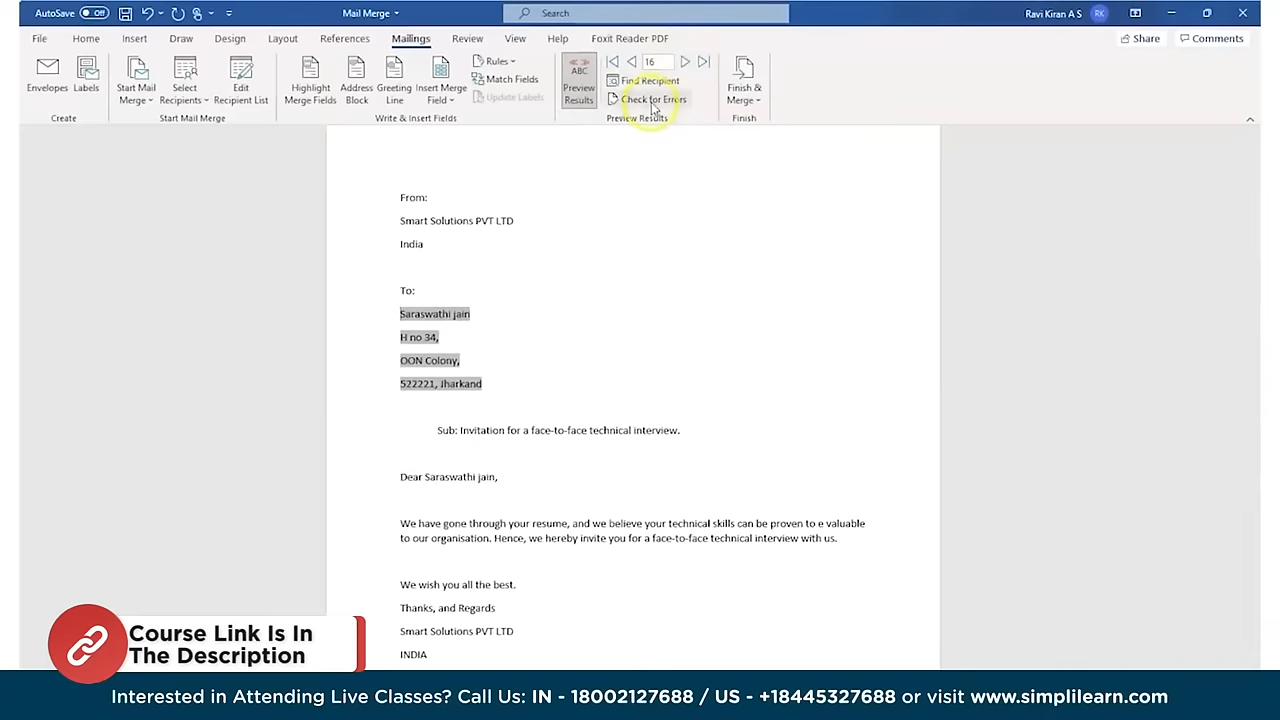 AutoSave Off Mail Merge Search Ravi Kiran A S RK
File Home Insert Draw Design Layout References Mailings Review View Help Foxit Reader PDF Share Comments
Envelopes Labels Start Mail Merge Select Recipients Edit Recipient List Highlight Merge Fields Address Block Greeting Line Insert Merge Field Rules Match Fields Update Labels ABC Preview Results 16 Find Recipient Check for Errors Finish & Merge
Create Start Mail Merge Write & Insert Fields Preview Results Finish
From:
Smart Solutions PVT LTD
India
To:
Saraswathi jain
H no 34,
OON Colony,
522221, Jharkand
Sub: Invitation for a face-to-face technical interview.
Dear Saraswathi jain,
We have gone through your resume, and we believe your technical skills can be proven to e valuable
to our organisation. Hence, we hereby invite you for a face-to-face technical interview with us.
We wish you all the best.
Thanks, and Regards
Smart Solutions PVT LTD
INDIA
Course Link Is In
The Description
Interested in Attending Live Classes? Call Us: IN - 18002127688 / US - +18445327688 or visit www.simplilearn.com